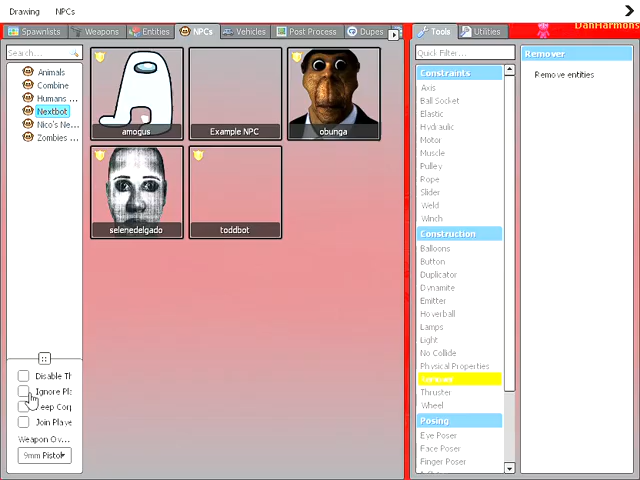 Drawing NPCs
DanHarmons
Spawnlists Weapons Entities NPCs Vehicles Post Process Dupes
Tools Utilities
Search...
Quick Filter...
Remover
Remove entities
Animals
Combine
Humans ...
Nextbot
Nico's Ne...
Zombies ...
amogus
Example NPC
obunga
selenedelgado
toddbot
Constraints
Axis
Ball Socket
Elastic
Hydraulic
Motor
Muscle
Pulley
Rope
Slider
Weld
Winch
Construction
Balloons
Button
Duplicator
Dynamite
Emitter
Hoverball
Lamps
Light
No Collide
Physical Properties
Remover
Thruster
Wheel
Posing
Eye Poser
Face Poser
Finger Poser
Disable Th
Ignore Pla
Keep Corp
Join Playe
Weapon Ov...
9mm Pistol